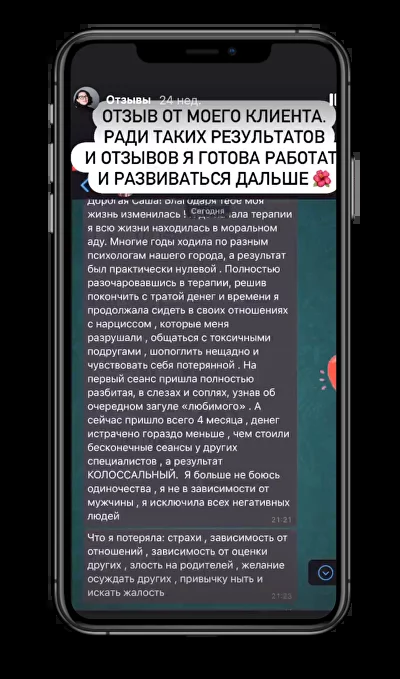 Отзывы 24 нед.
ОТЗЫВ ОТ МОЕГО КЛИЕНТА.
РАДИ ТАКИХ РЕЗУЛЬТАТОВ
И ОТЗЫВОВ Я ГОТОВА РАБОТАТ
И РАЗВИВАТЬСЯ ДАЛЬШЕ 🌺
Дорогая Саша! Благодаря тебе моя
Сегодня
жизнь изменилась начала терапии
я всю жизни находилась в моральном
аду. Многие годы ходила по разным
психологам нашего города, а результат
был практически нулевой . Полностью
разочаровавшись в терапии, решив
покончить с тратой денег и времени я
продолжала сидеть в своих отношениях
с нарциссом , которые меня
разрушали , общаться с токсичными
подругами , шопоглить нещадно и
чувствовать себя потерянной . На
первый сеанс пришла полностью
разбитая, в слезах и соплях, узнав об
очередном загуле «любимого» . А
сейчас пришло всего 4 месяца , денег
истрачено гораздо меньше , чем стоили
бесконечные сеансы у других
специалистов , а результат
КОЛОССАЛЬНЫЙ. Я больше не боюсь
одиночества , я не в зависимости от
мужчины , я исключила всех негативных
людей
21:21
Что я потеряла: страхи , зависимость от
отношений , зависимость от оценки
других , злость на родителей , желание
осуждать других , привычку ныть и
искать жалость
21:23